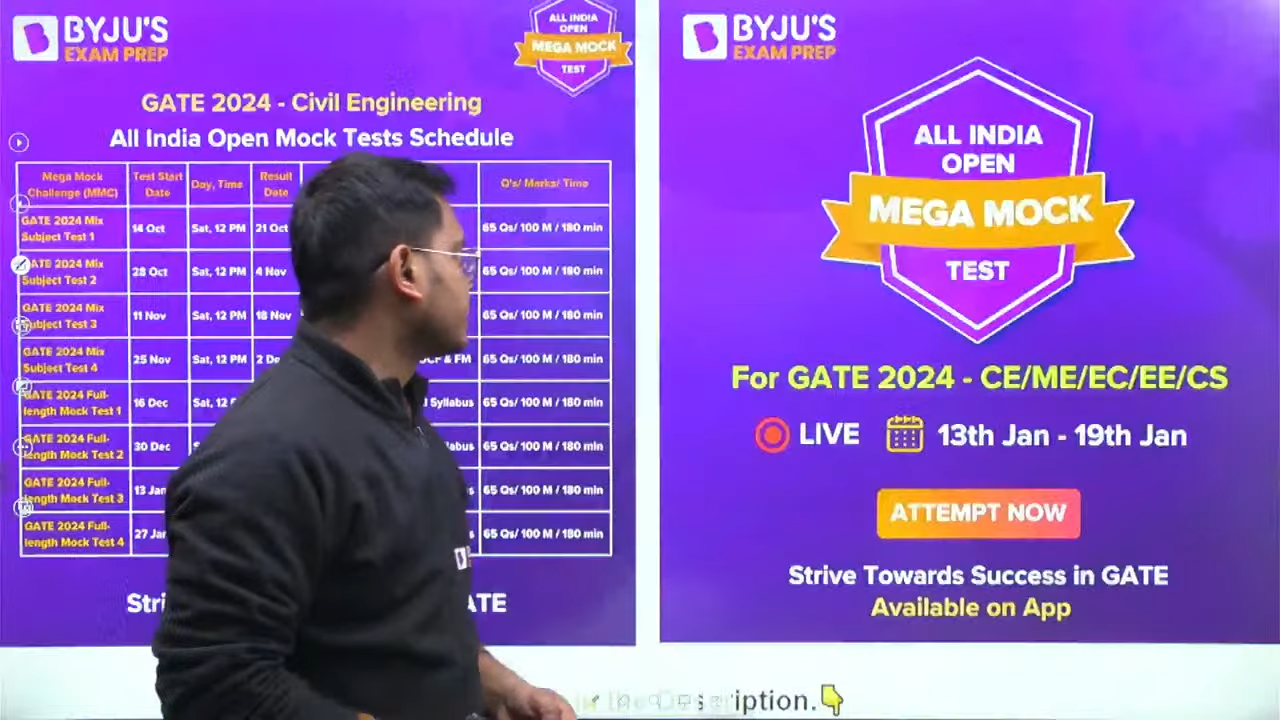 BYJU'S
EXAM PREP
ALL INDIA
OPEN
MEGA MOCK
TEST
GATE 2024 - Civil Engineering
All India Open Mock Tests Schedule
Mega Mock Challenge (MMC) Test Start Date Day, Time Result Date Q's/ Marks/ Time
GATE 2024 Mix Subject Test 1 14 Oct Sat, 12 PM 21 Oct 65 Qs/ 100 M / 180 min
GATE 2024 Mix Subject Test 2 28 Oct Sat, 12 PM 4 Nov 65 Qs/ 100 M / 180 min
GATE 2024 Mix Subject Test 3 11 Nov Sat, 12 PM 18 Nov 65 Qs/ 100 M / 180 min
GATE 2024 Mix Subject Test 4 25 Nov Sat, 12 PM 2 & FM 65 Qs/ 100 M / 180 min
GATE 2024 Full-length Mock Test 1 16 Dec Sat, 12 Syllabus 65 Qs/ 100 M / 180 min
GATE 2024 Full-length Mock Test 2 30 Dec 65 Qs/ 100 M / 180 min
GATE 2024 Full-length Mock Test 3 13 Jan 65 Qs/ 100 M / 180 min
GATE 2024 Full-length Mock Test 4 27 65 Qs/ 100 M / 180 min
BYJU'S
EXAM PREP
ALL INDIA
OPEN
MEGA MOCK
TEST
For GATE 2024 - CE/ME/EC/EE/CS
LIVE 13th Jan - 19th Jan
ATTEMPT NOW
Strive Towards Success in GATE
Available on App